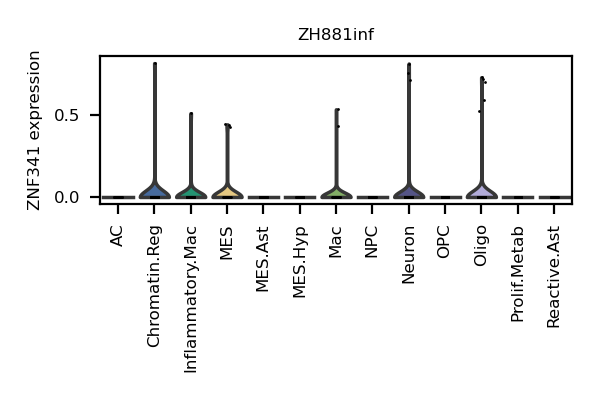 ZH881inf
ZNF341 expression
0.5
0.0
AC
Chromatin.Reg
Inflammatory.Mac
MES
MES.Ast
MES.Hyp
Mac
NPC
Neuron
OPC
Oligo
Prolif.Metab
Reactive.Ast